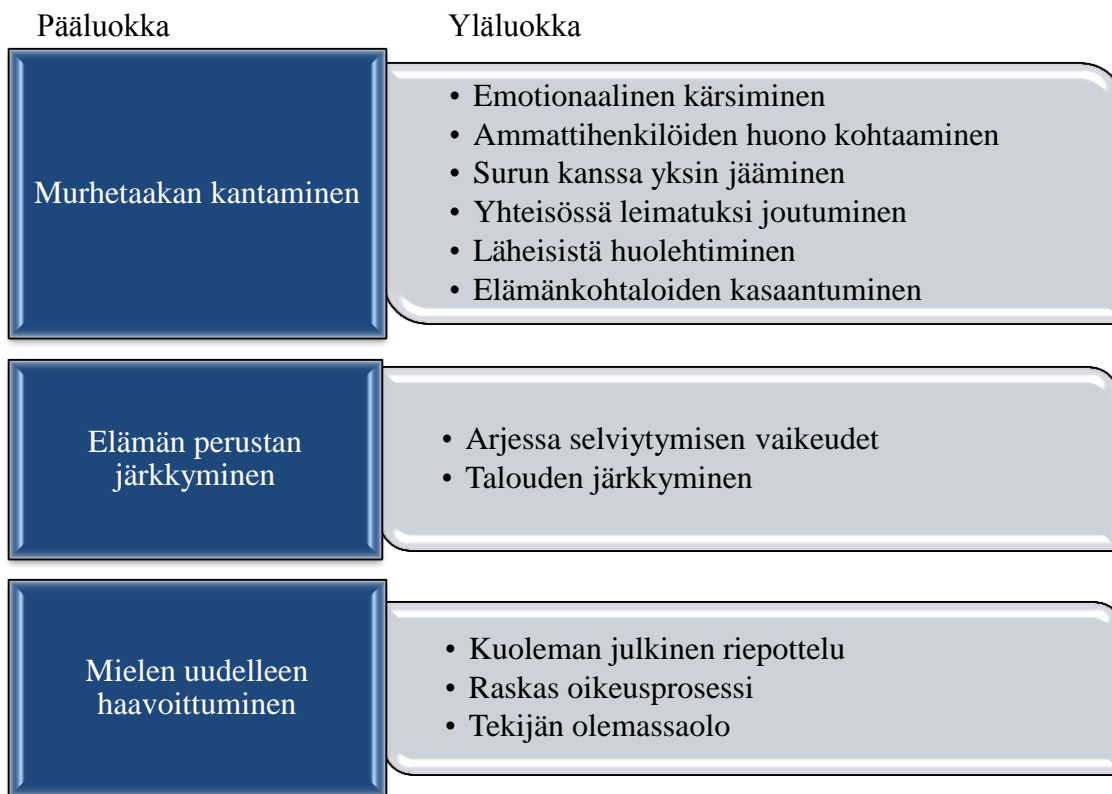 Pääluokka
Yläluokka
Murhetaakan kantaminen
• Emotionaalinen kärsiminen
• Ammattihenkilöiden huono kohtaaminen
• Surun kanssa yksin jääminen
• Yhteisössä leimatuksi joutuminen
• Läheisistä huolehtiminen
• Elämänkohtaloiden kasaantuminen
Elämän perustan
järkkyminen
• Arjessa selviytymisen vaikeudet
• Talouden järkkyminen
Mielen uudelleen
haavoittuminen
• Kuoleman julkinen riepottelu
• Raskas oikeusprosessi
• Tekijän olemassaolo